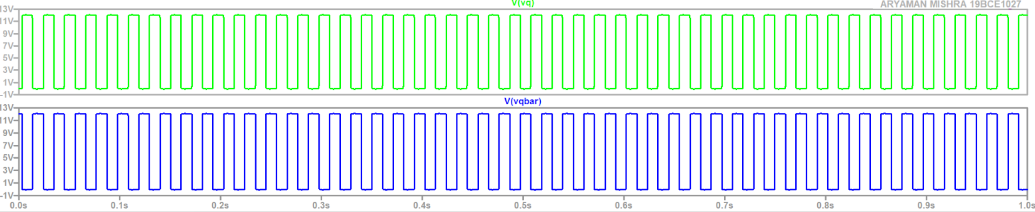 V(vq)
ARYAMAN MISHRA 19BCE1027
13V
11V
9V
7V
5V
3V
1V
-1V
V(vqbar)
13V
11V
9V
7V
5V
3V
1V
-1V
0.0s 0.1s 0.2s 0.3s 0.4s 0.5s 0.6s 0.7s 0.8s 0.9s 1.0s